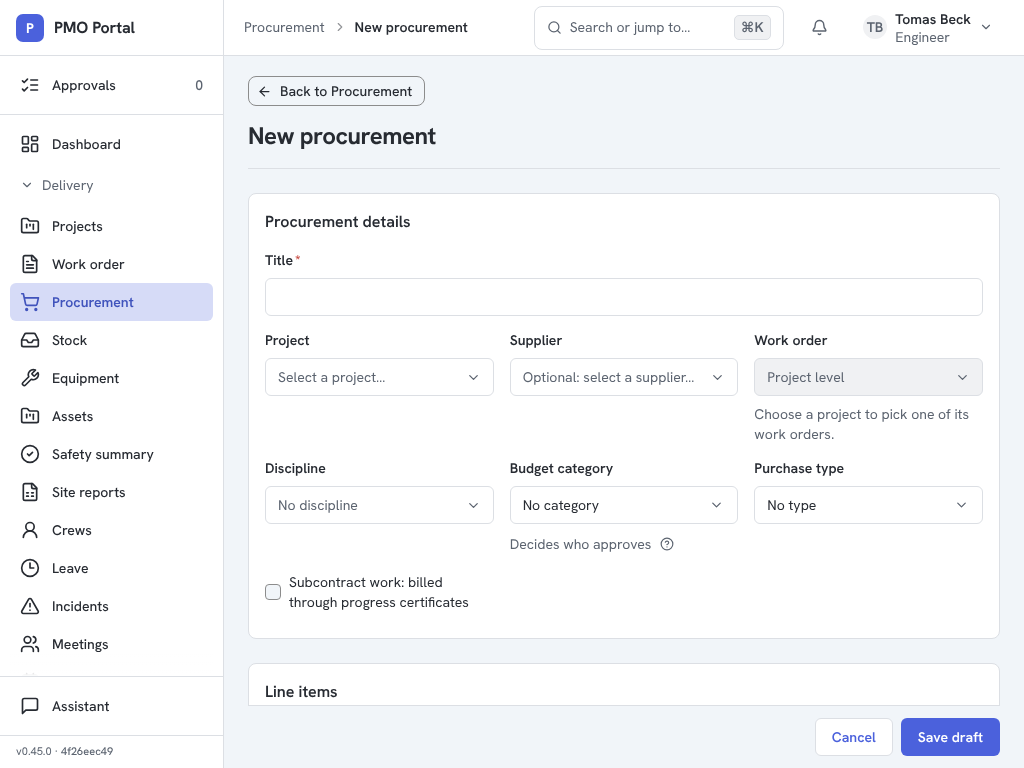 P
PMO Portal
Procurement
New procurement
Search or jump to...
⌘K
TB
Tomas Beck
Engineer
Approvals
0
Dashboard
Delivery
Projects
Work order
Procurement
Stock
Equipment
Assets
Safety summary
Site reports
Crews
Leave
Incidents
Meetings
Assistant
v0.45.0 · 4f26eec49
Back to Procurement
New procurement
Procurement details
Title*
Project
Supplier
Work order
Select a project...
Optional: select a supplier...
Project level
Choose a project to pick one of its
work orders.
Discipline
Budget category
Purchase type
No discipline
No category
No type
Decides who approves
Subcontract work: billed
through progress certificates
Line items
Cancel
Save draft